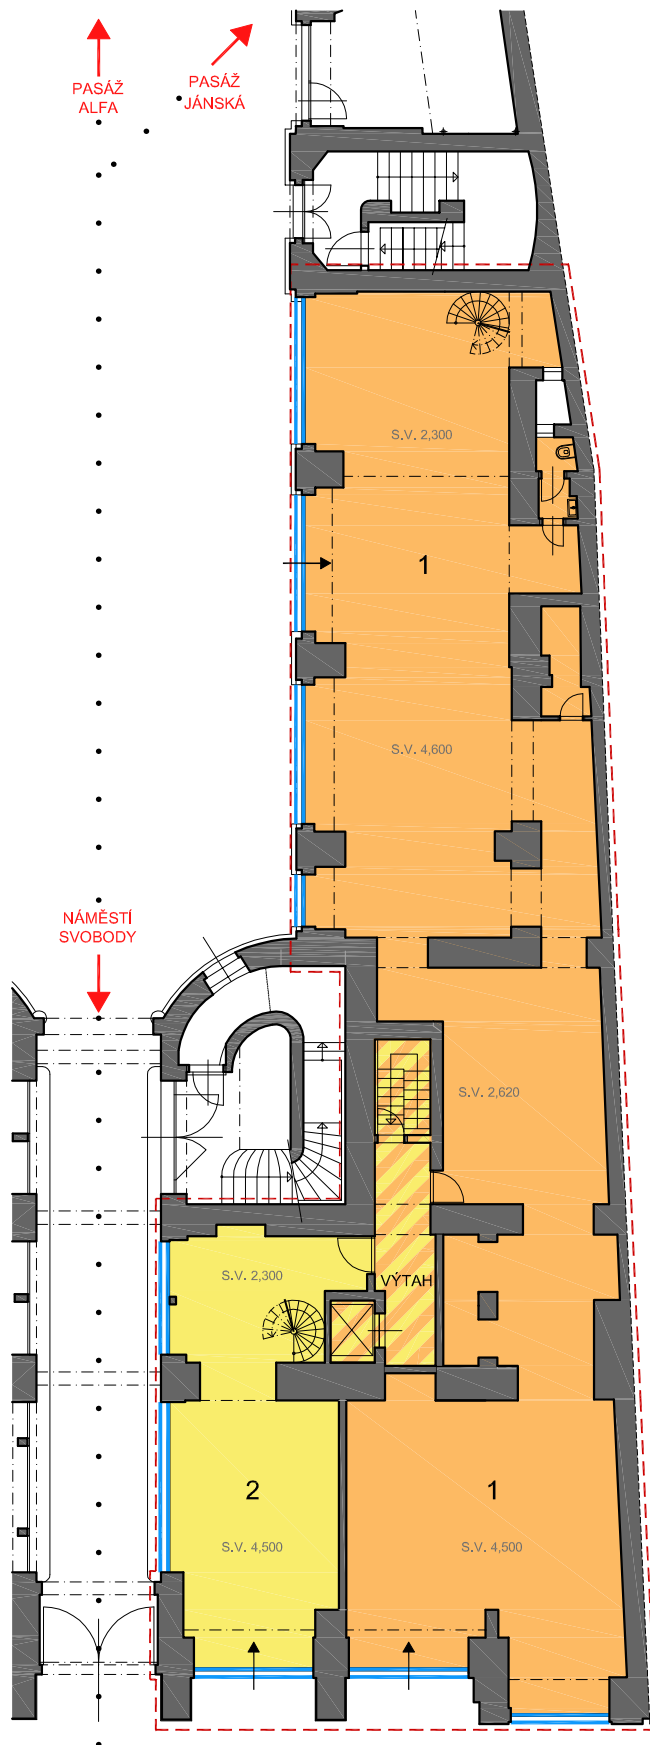 PASÁŽ
ALFA
PASÁŽ
JÁNSKÁ
S.V. 2,300
1
S.V. 4,600
NÁMĚSTÍ
SVOBODY
S.V. 2,620
S.V. 2,300
VÝTAH
2
1
S.V. 4,500
S.V. 4,500